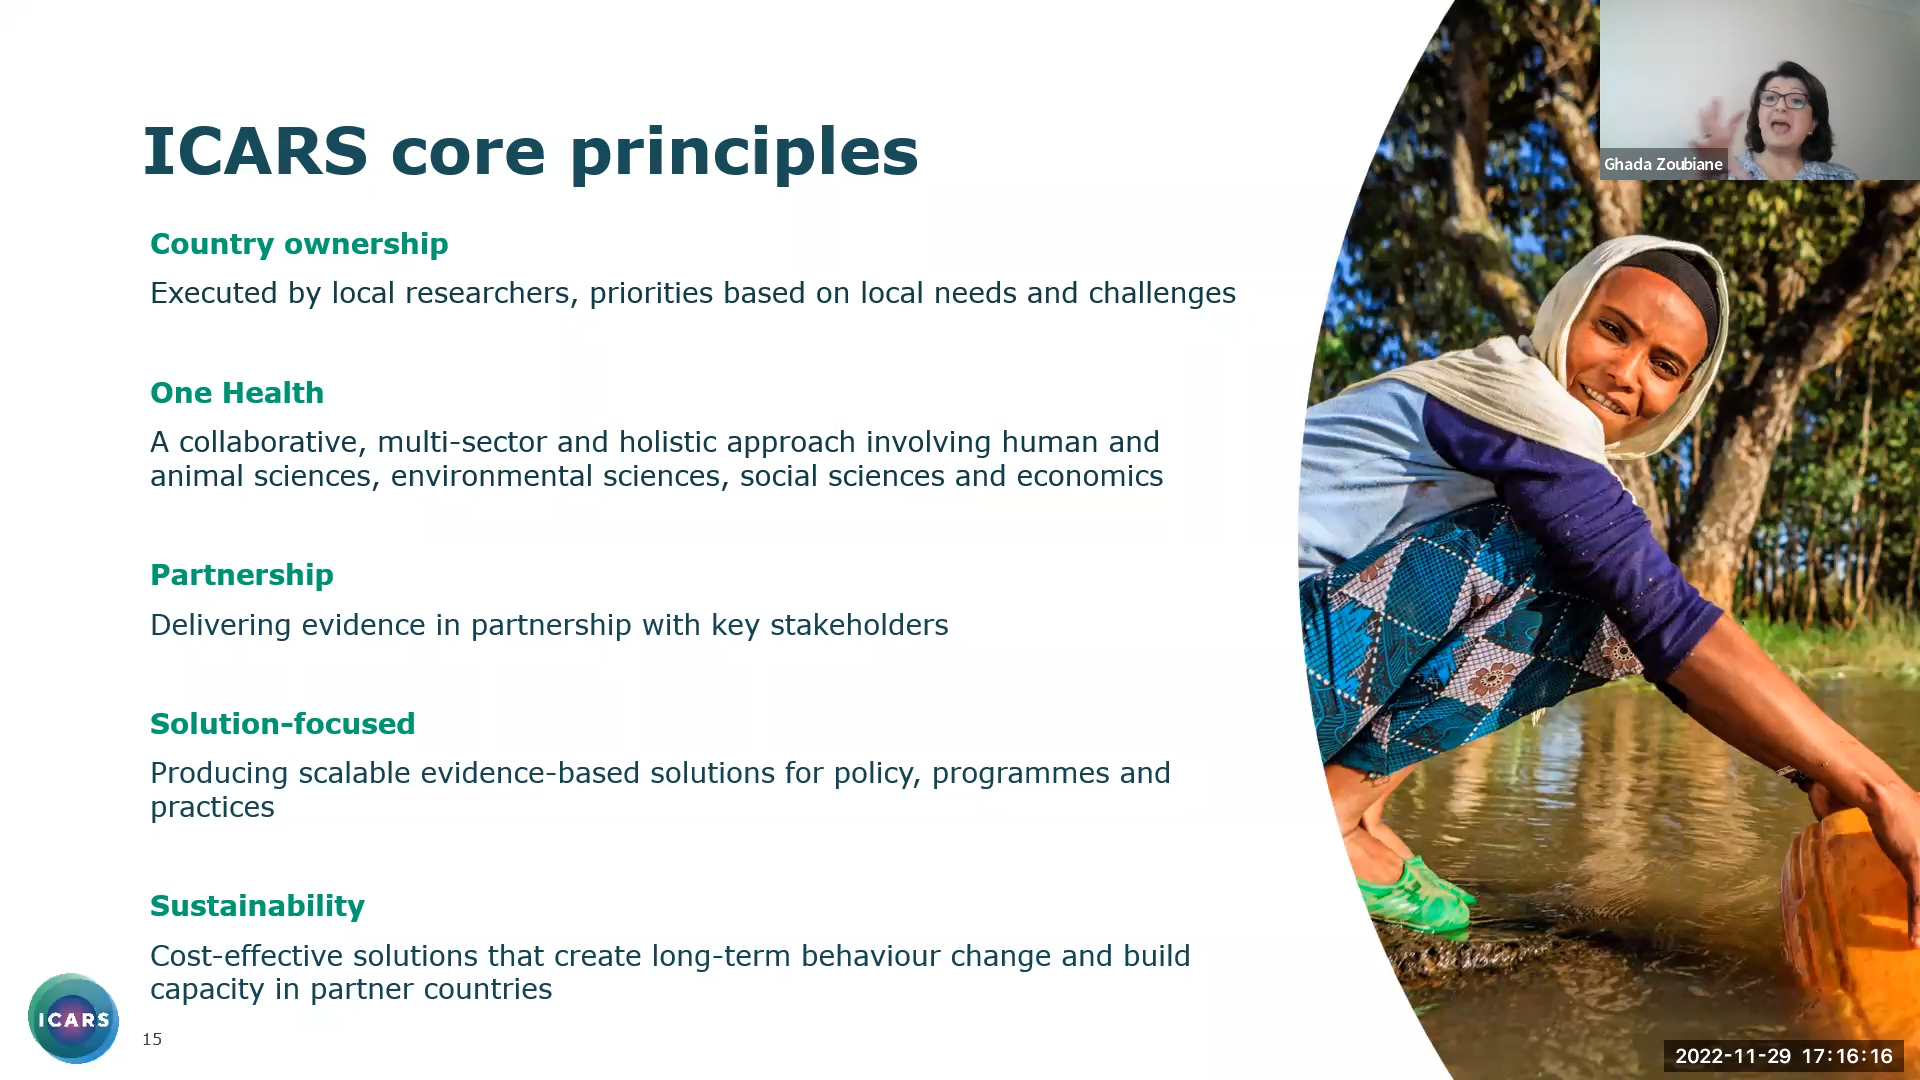 ICARS core principles
Country ownership
Executed by local researchers, priorities based on local needs and challenges
One Health
A collaborative, multi-sector and holistic approach involving human and
animal sciences, environmental sciences, social sciences and economics
Partnership
Delivering evidence in partnership with key stakeholders
Solution-focused
Producing scalable evidence-based solutions for policy, programmes and
practices
Sustainability
Cost-effective solutions that create long-term behaviour change and build
capacity in partner countries
ICARS
15
Ghada Zoubiane
2022-11-29 17:16:16